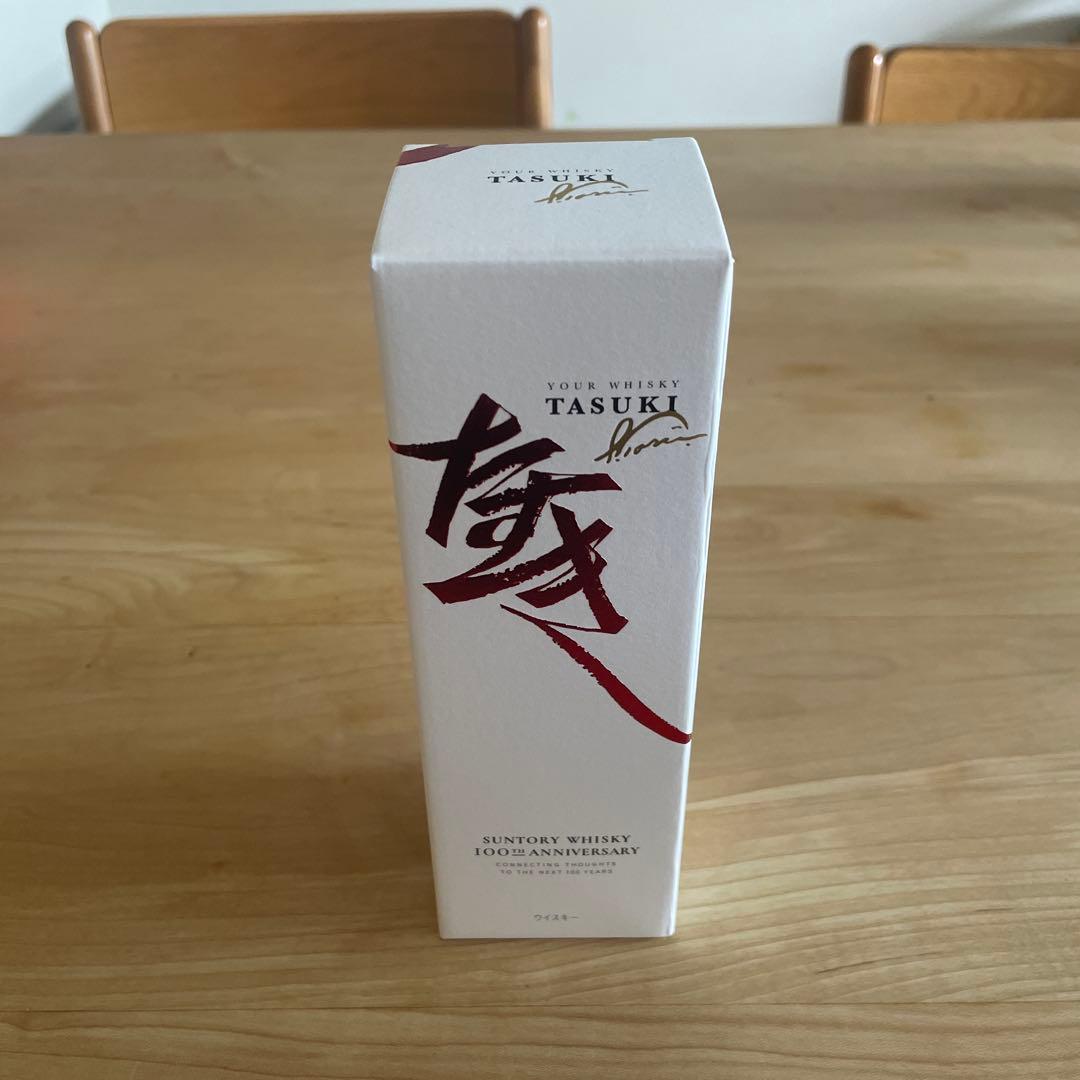 YOUR WHISKY
TASUKI
YOUR WHISKY
TASUKI
たすき
SUNTORY WHISKY
100TH ANNIVERSARY
CONNECTING THOUGHTS
TO THE NEXT 100 YEARS
ウイスキー